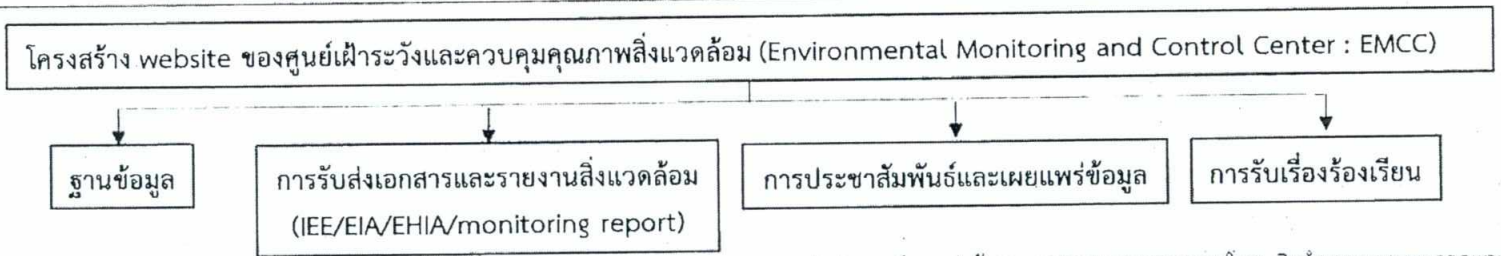 โครงสร้าง website ของศูนย์เฝ้าระวังและควบคุมคุณภาพสิ่งแวดล้อม (Environmental Monitoring and Control Center : EMCC)
ฐานข้อมูล
การรับส่งเอกสารและรายงานสิ่งแวดล้อม
(IEE/EIA/EHIA/monitoring report)
การประชาสัมพันธ์และเผยแพร่ข้อมูล
การรับเรื่องร้องเรียน